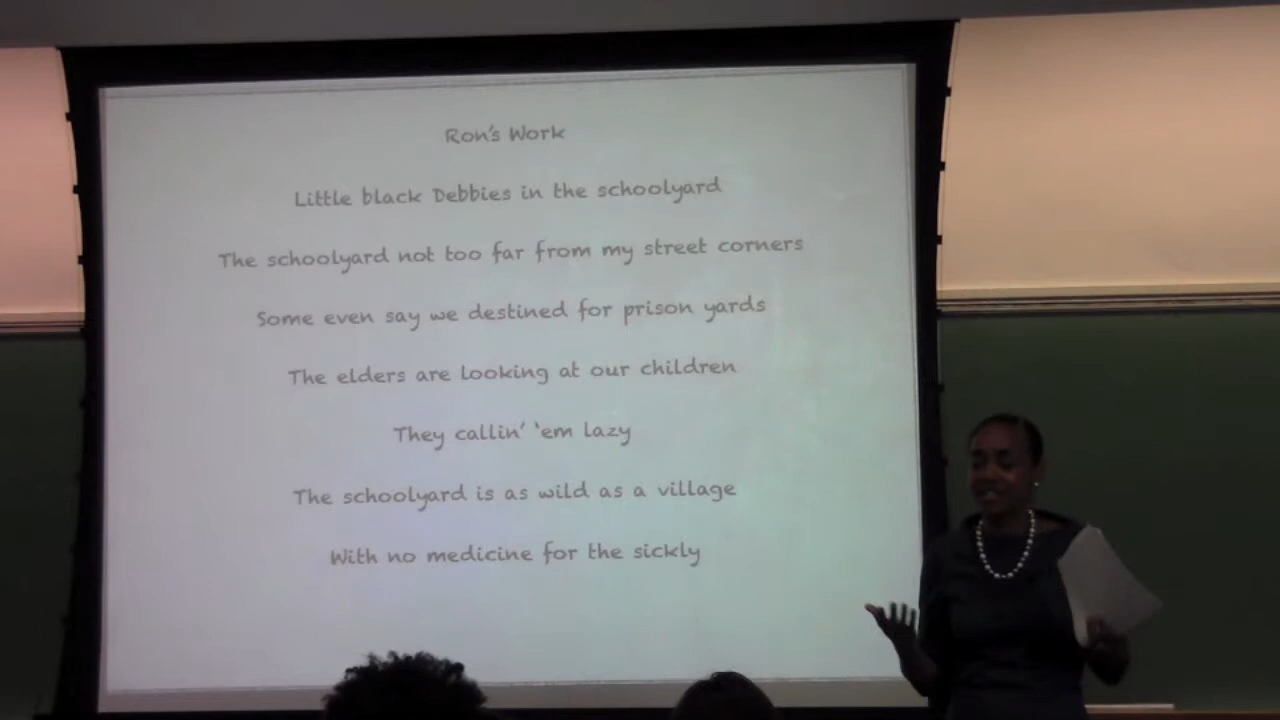 Ron's Work
Little black Debbies in the schoolyard
The schoolyard not too far from my street corners
Some even say we destined for prison yards
The elders are looking at our children
They callin' 'em lazy
The schoolyard is as wild as a village
With no medicine for the sickly